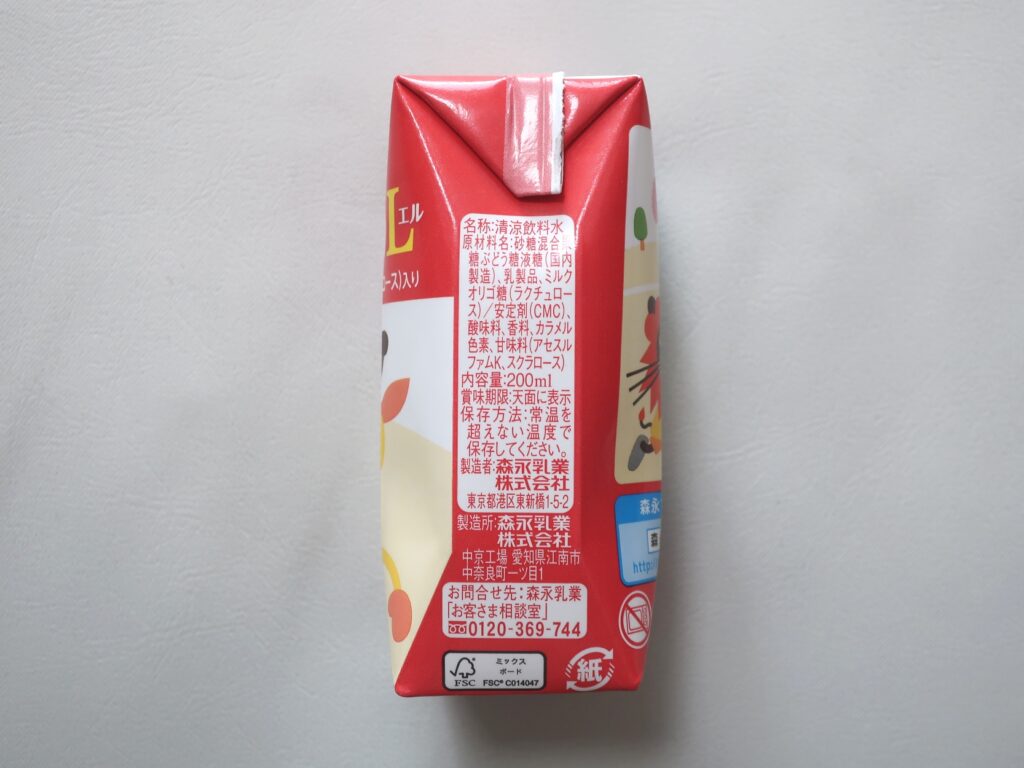 エル
L
ース)入り
名称:清涼飲料水
原材料名:砂糖混合
糖ぶどう糖液糖(国内
製造)、乳製品、ミルク
オリゴ糖(ラクチュロー
ス)/安定剤(CMC)、
酸味料、香料、カラメル
色素、甘味料(アセスル
ファムK、スクラロース)
内容量:200ml
賞味期限:天面に表示
保存方法:常温を
超えない温度で
保存してください。
製造者:森永乳業
株式会社
東京都港区東新橋1-5-2
製造所:森永乳業
株式会社
中京工場 愛知県江南市
中奈良町一ツ目1
お問合せ先:森永乳業
「お客さま相談室」
0120-369-744
FSC
ミックス
ボード
FSC® C014047
紙
森永
森
http:/